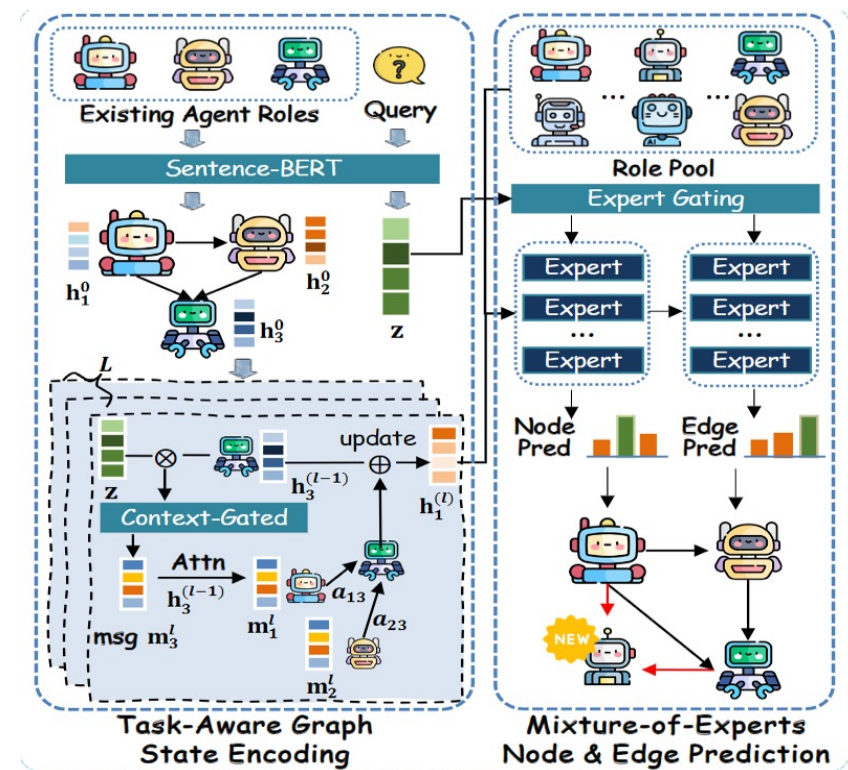 Existing Agent Roles
?
Query
Sentence-BERT
h₁⁰
h₂⁰
h₃⁰
z
L
z
⊗
h₃⁽ˡ⁻¹⁾
update
⊕
h₁⁽ˡ⁾
Context-Gated
msg m₃ˡ
Attn
h₃⁽ˡ⁻¹⁾
m₁ˡ
a₁₃
m₂ˡ
a₂₃
Task-Aware Graph
State Encoding
...
...
AI
Role Pool
Expert Gating
Expert
Expert
...
Expert
Expert
Expert
...
Expert
Node
Pred
Edge
Pred
NEW
Mixture-of-Experts
Node & Edge Prediction